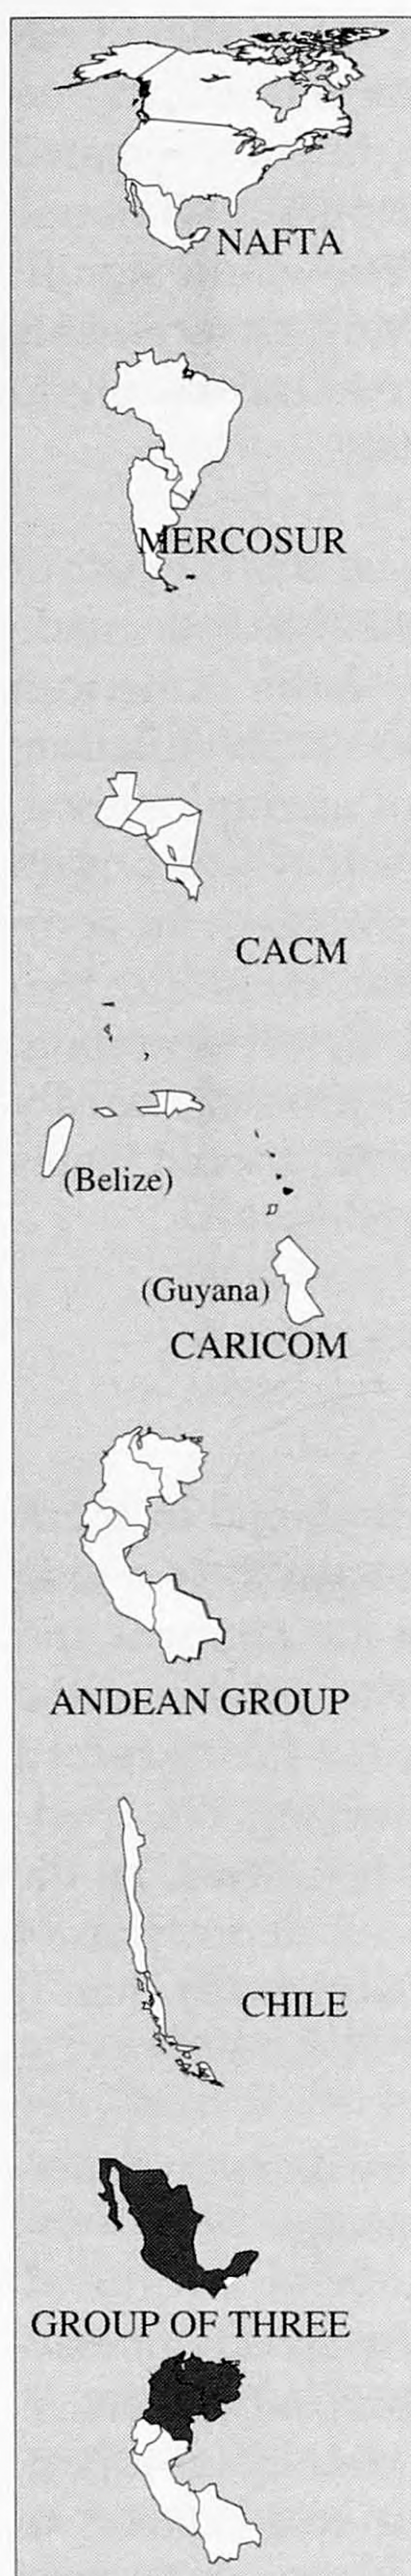 NAFTA
MERCOSUR
CACM
(Belize)
(Guyana)
CARICOM
ANDEAN GROUP
CHILE
GROUP OF THREE